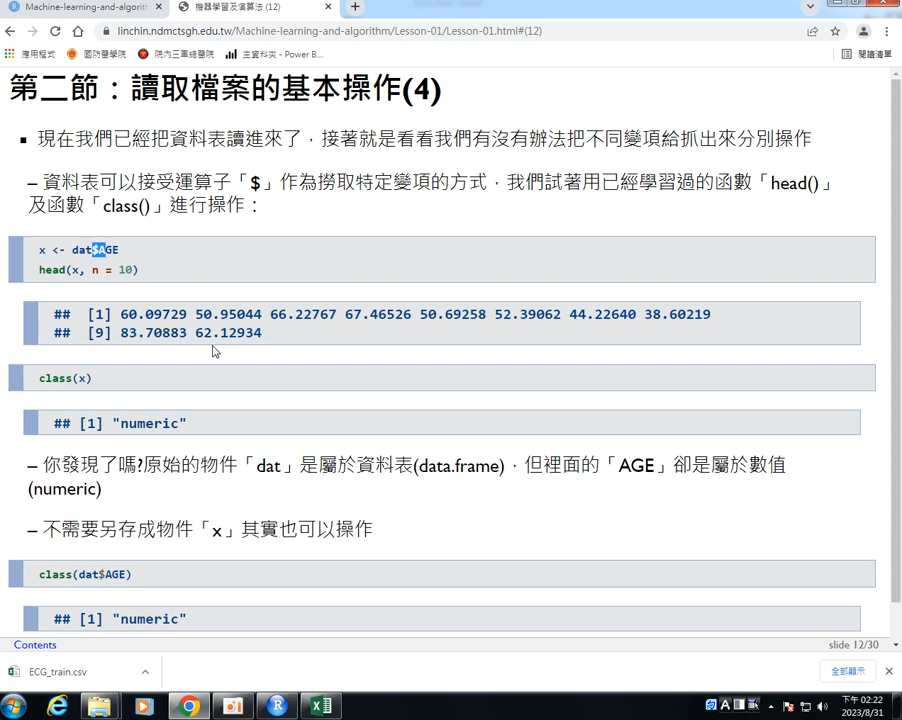 Machine-learning-and-algorith
機器學習及演算法 (12)
linchin.ndmctsgh.edu.tw/Machine-learning-and-algorithm/Lesson-01/Lesson-01.html#(12)
應用程式 國防醫學院 院內三軍總醫院 主資料夾 - Power B... 閱讀清單
第二節：讀取檔案的基本操作(4)
現在我們已經把資料表讀進來了，接著就是看看我們有沒有辦法把不同變項給抓出來分別操作
– 資料表可以接受運算子「$」作為撈取特定變項的方式，我們試著用已經學習過的函數「head()」
及函數「class()」進行操作：
x <- dat$AGE
head(x, n = 10)
## [1] 60.09729 50.95044 66.22767 67.46526 50.69258 52.39062 44.22640 38.60219
## [9] 83.70883 62.12934
class(x)
## [1] "numeric"
– 你發現了嗎?原始的物件「dat」是屬於資料表(data.frame)，但裡面的「AGE」卻是屬於數值
(numeric)
– 不需要另存成物件「x」其實也可以操作
class(dat$AGE)
## [1] "numeric"
Contents
slide 12/30
ECG_train.csv
全部顯示
下午 02:22
2023/8/31